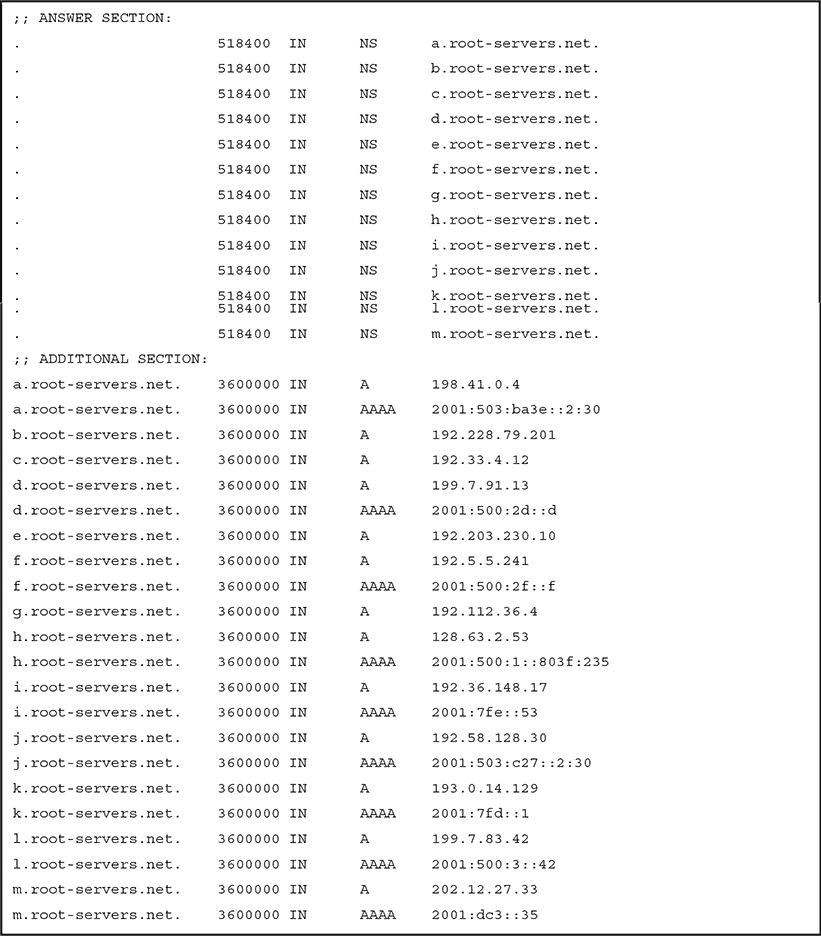 ;; ANSWER SECTION:
. 518400 IN NS a.root-servers.net.
. 518400 IN NS b.root-servers.net.
. 518400 IN NS c.root-servers.net.
. 518400 IN NS d.root-servers.net.
. 518400 IN NS e.root-servers.net.
. 518400 IN NS f.root-servers.net.
. 518400 IN NS g.root-servers.net.
. 518400 IN NS h.root-servers.net.
. 518400 IN NS i.root-servers.net.
. 518400 IN NS j.root-servers.net.
. 518400 IN NS k.root-servers.net.
. 518400 IN NS l.root-servers.net.
. 518400 IN NS m.root-servers.net.
;; ADDITIONAL SECTION:
a.root-servers.net. 3600000 IN A 198.41.0.4
a.root-servers.net. 3600000 IN AAAA 2001:503:ba3e::2:30
b.root-servers.net. 3600000 IN A 192.228.79.201
c.root-servers.net. 3600000 IN A 192.33.4.12
d.root-servers.net. 3600000 IN A 199.7.91.13
d.root-servers.net. 3600000 IN AAAA 2001:500:2d::d
e.root-servers.net. 3600000 IN A 192.203.230.10
f.root-servers.net. 3600000 IN A 192.5.5.241
f.root-servers.net. 3600000 IN AAAA 2001:500:2f::f
g.root-servers.net. 3600000 IN A 192.112.36.4
h.root-servers.net. 3600000 IN A 128.63.2.53
h.root-servers.net. 3600000 IN AAAA 2001:500:1::803f:235
i.root-servers.net. 3600000 IN A 192.36.148.17
i.root-servers.net. 3600000 IN AAAA 2001:7fe::53
j.root-servers.net. 3600000 IN A 192.58.128.30
j.root-servers.net. 3600000 IN AAAA 2001:503:c27::2:30
k.root-servers.net. 3600000 IN A 193.0.14.129
k.root-servers.net. 3600000 IN AAAA 2001:7fd::1
l.root-servers.net. 3600000 IN A 199.7.83.42
l.root-servers.net. 3600000 IN AAAA 2001:500:3::42
m.root-servers.net. 3600000 IN A 202.12.27.33
m.root-servers.net. 3600000 IN AAAA 2001:dc3::35